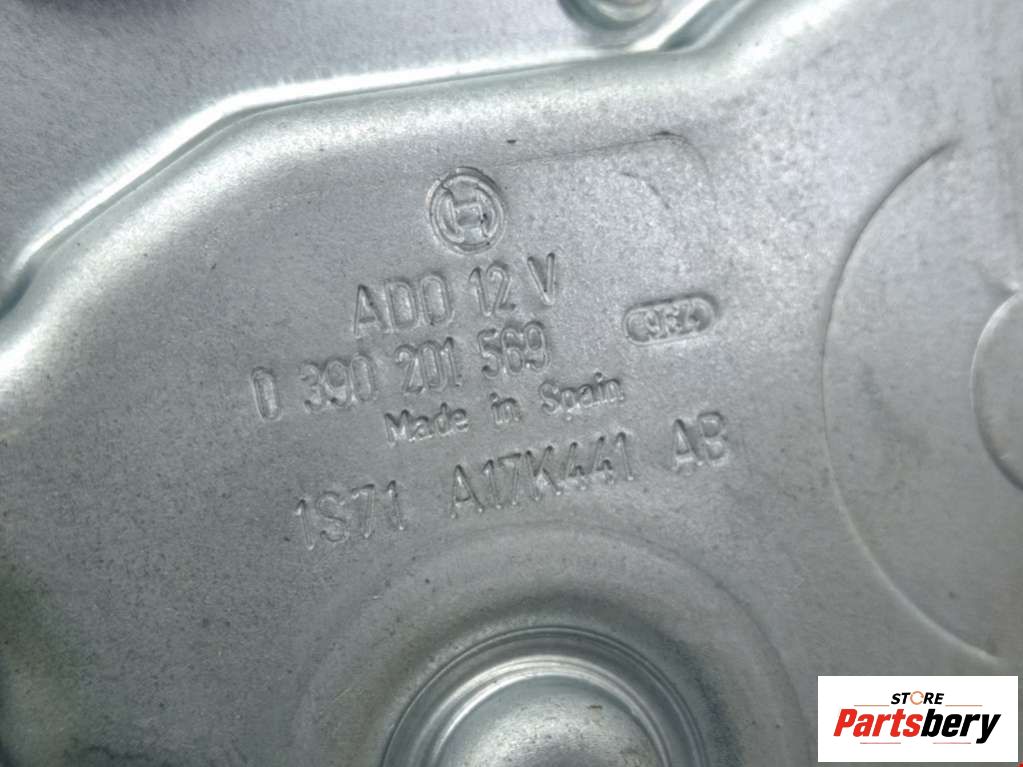 ADO 12 V
0 390 201 569
Made in Spain
1S71 A17K441 AB
STORE
Partsbery